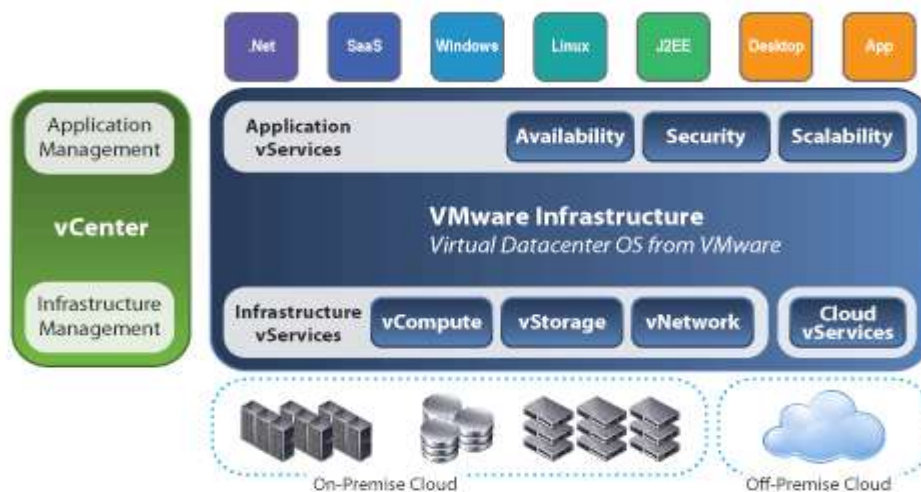 .Net SaaS Windows Linux J2EE Desktop App
Application
Management
vCenter
Infrastructure
Management
Application
vServices
Availability Security Scalability
VMware Infrastructure
Virtual Datacenter OS from VMware
Infrastructure
vServices
vCompute vStorage vNetwork
Cloud
vServices
On-Premise Cloud
Off-Premise Cloud